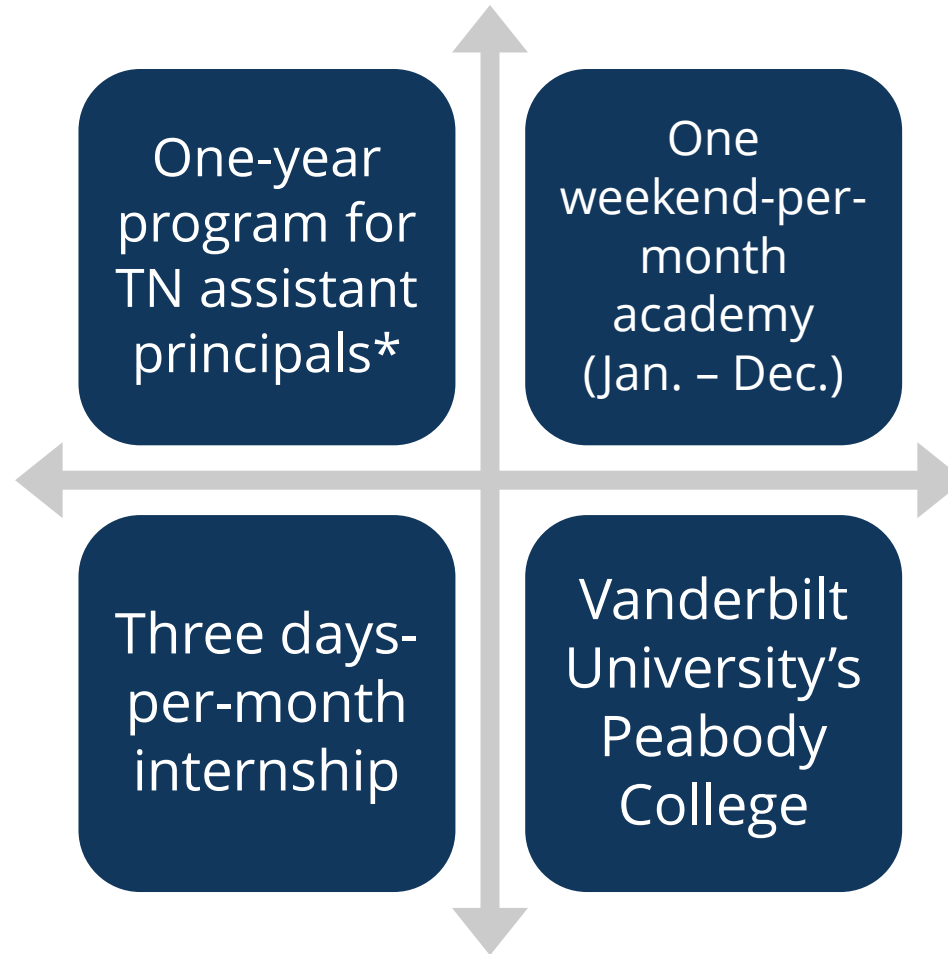 One-year
program for
TN assistant
principals*
One
weekend-per-
month
academy
(Jan. – Dec.)
Three days-
per-month
internship
Vanderbilt
University’s
Peabody
College